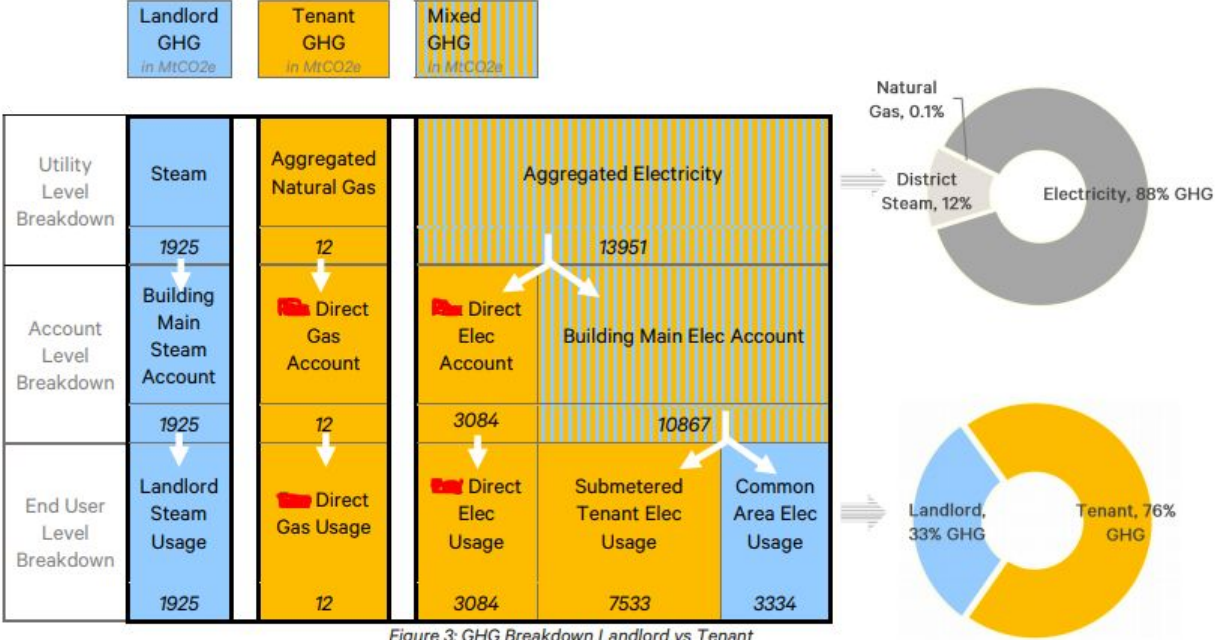 Landlord
GHG
in MtCO2e
Tenant
GHG
in MtCO2e
Mixed
GHG
in MtCO2e
Utility
Level
Breakdown
Steam
1925
Aggregated
Natural Gas
12
Aggregated Electricity
13951
Natural
Gas, 0.1%
District
Steam, 12%
Electricity, 88% GHG
Account
Level
Breakdown
Building
Main
Steam
Account
1925
Direct
Gas
Account
12
Direct
Elec
Account
3084
Building Main Elec Account
10867
End User
Level
Breakdown
Landlord
Steam
Usage
1925
Direct
Gas Usage
12
Direct
Elec
Usage
3084
Submetered
Tenant Elec
Usage
7533
Common
Area Elec
Usage
3334
Landlord,
33% GHG
Tenant, 76%
GHG
Figure 3: GHG Breakdown Landlord vs Tenant